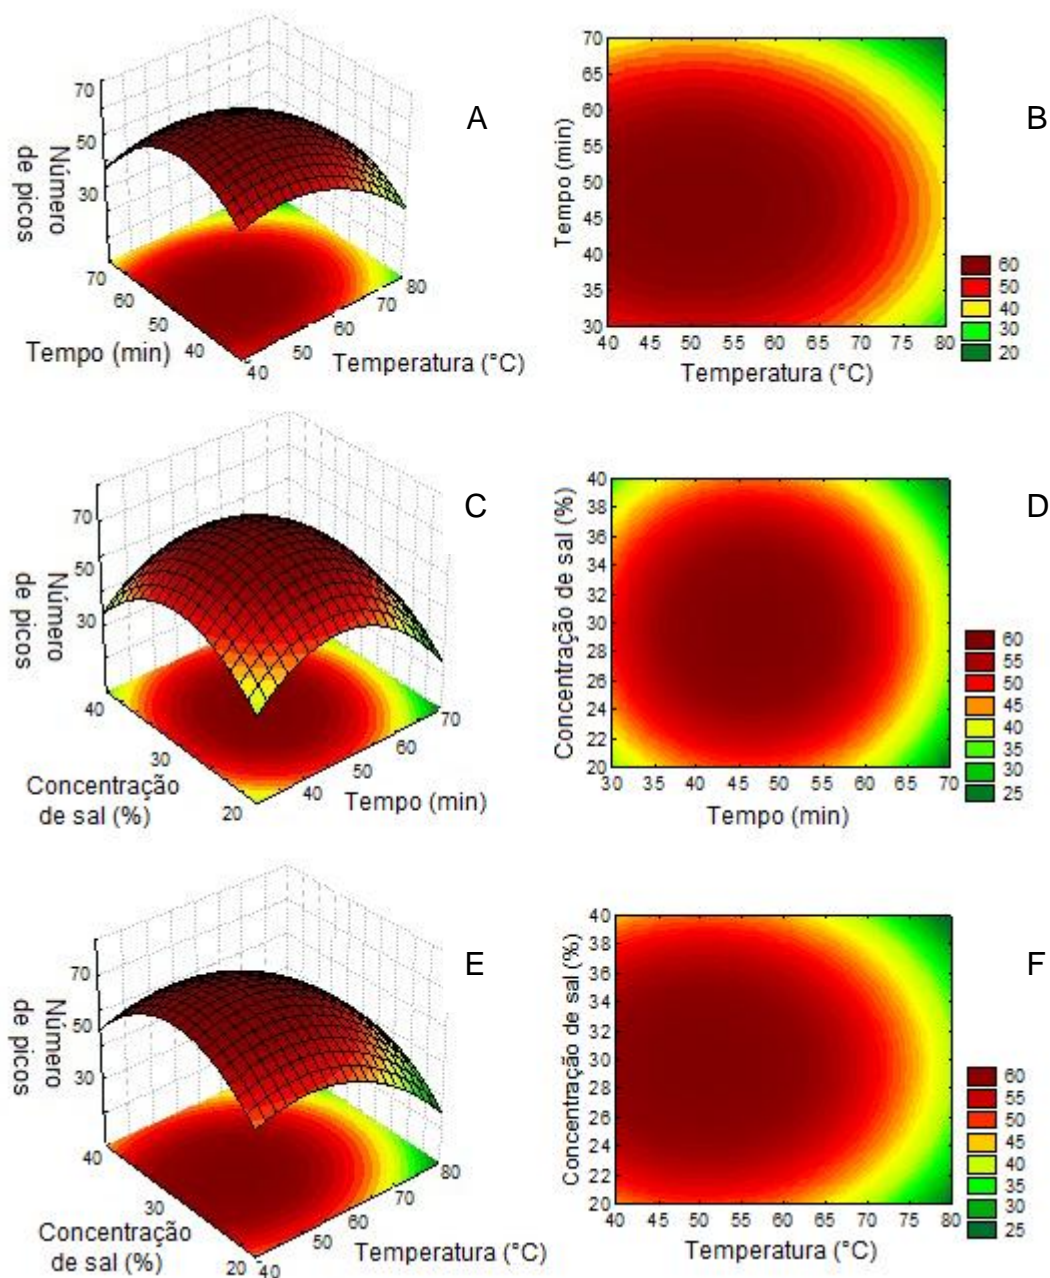 A
70
50
30
Número
de picos
70
60
50
40
40
50
60
70
80
Tempo (min)
Temperatura (°C)
B
70
65
60
55
50
45
40
35
30
Tempo (min)
40 45 50 55 60 65 70 75 80
Temperatura (°C)
60
50
40
30
20
C
70
50
30
Número
de picos
40
30
20
40
50
60
70
Concentração
de sal (%)
Tempo (min)
D
40
38
36
34
32
30
28
26
24
22
20
Concentração de sal (%)
30 35 40 45 50 55 60 65 70
Tempo (min)
60
55
50
45
40
35
30
25
E
70
50
30
Número
de picos
40
30
20
40
50
60
70
80
Concentração
de sal (%)
Temperatura (°C)
F
40
38
36
34
32
30
28
26
24
22
20
Concentração de sal (%)
40 45 50 55 60 65 70 75 80
Temperatura (°C)
60
55
50
45
40
35
30
25